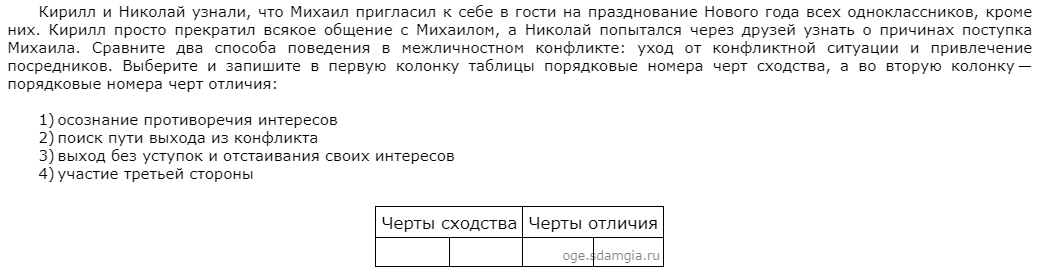 Кирилл и Николай узнали, что Михаил пригласил к себе в гости на празднование Нового года всех одноклассников, кроме
них. Кирилл просто прекратил всякое общение с Михаилом, а Николай попытался через друзей узнать о причинах поступка
Михаила. Сравните два способа поведения в межличностном конфликте: уход от конфликтной ситуации и привлечение
посредников. Выберите и запишите в первую колонку таблицы порядковые номера черт сходства, а во вторую колонку —
порядковые номера черт отличия:
1) осознание противоречия интересов
2) поиск пути выхода из конфликта
3) выход без уступок и отстаивания своих интересов
4) участие третьей стороны
Черты сходства Черты отличия
oge.sdamgia.ru